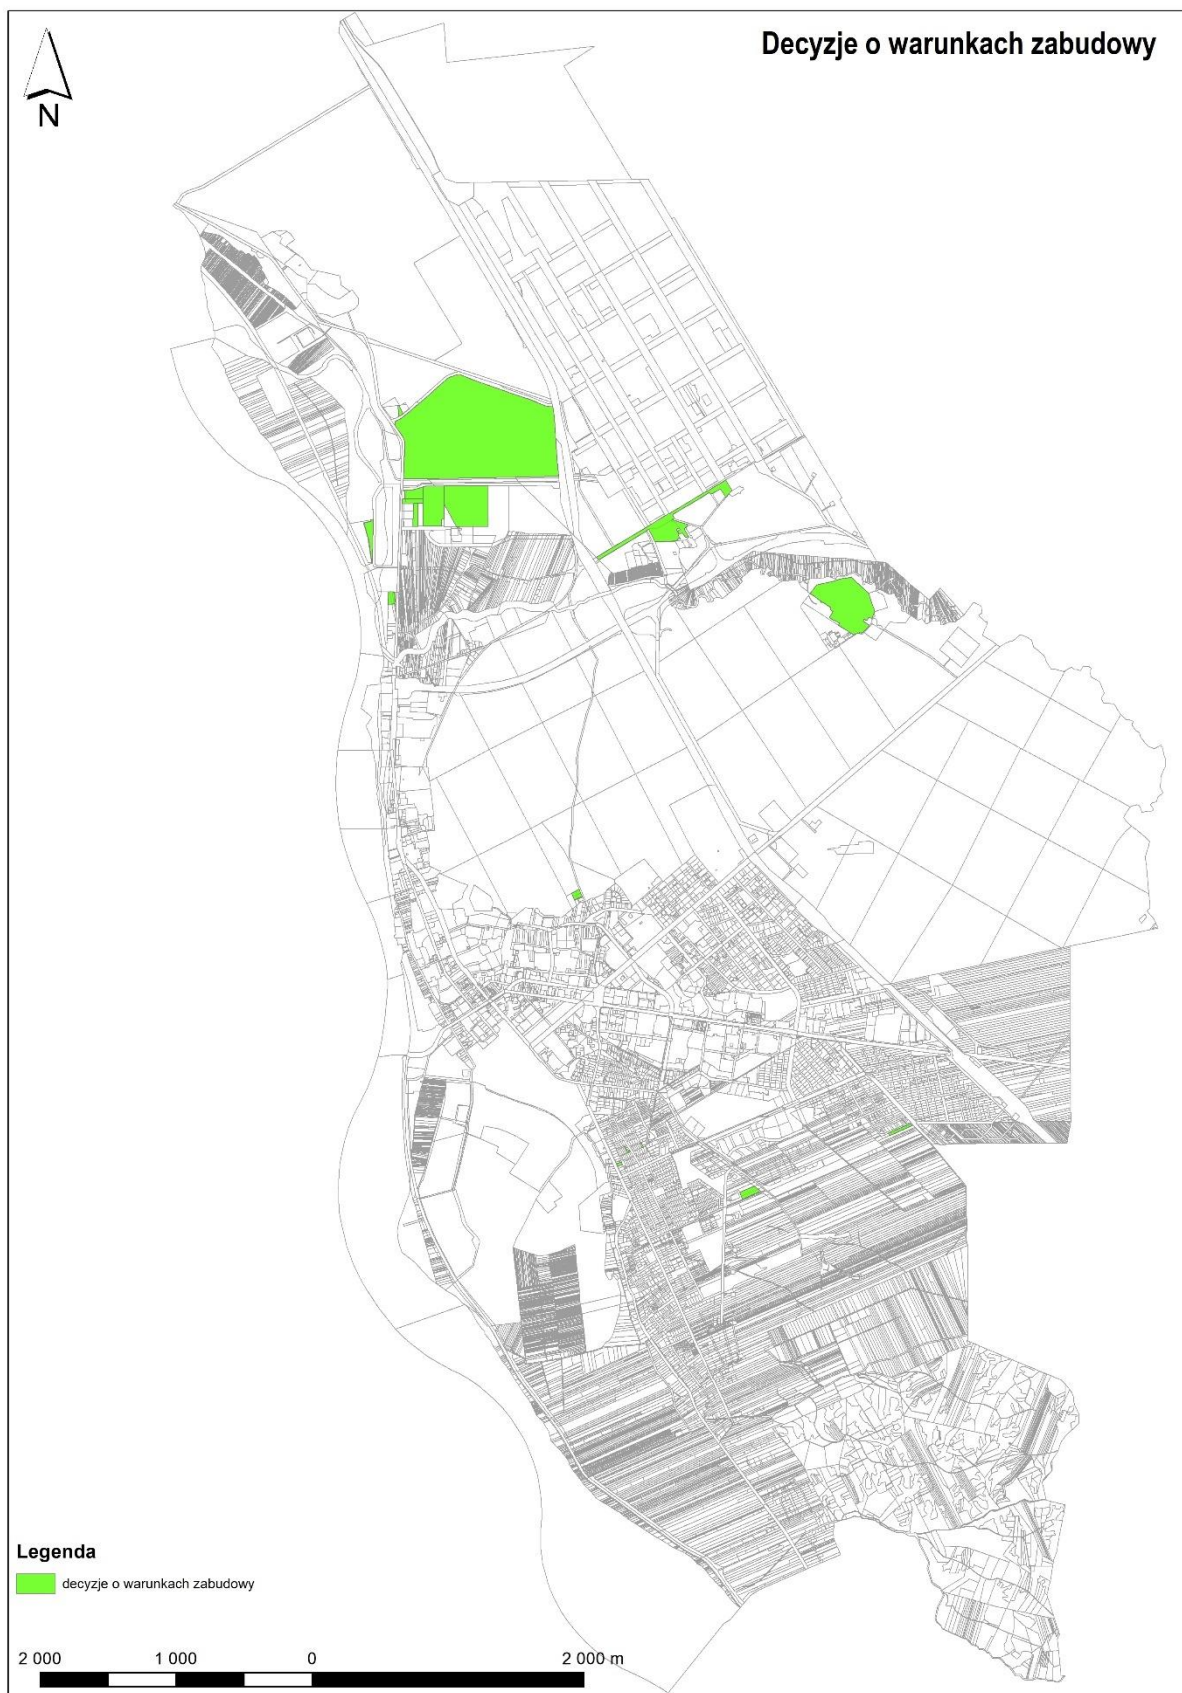 Decyzje o warunkach zabudowy
N
Legenda
decyzje o warunkach zabudowy
2 000 1 000 0 2 000 m